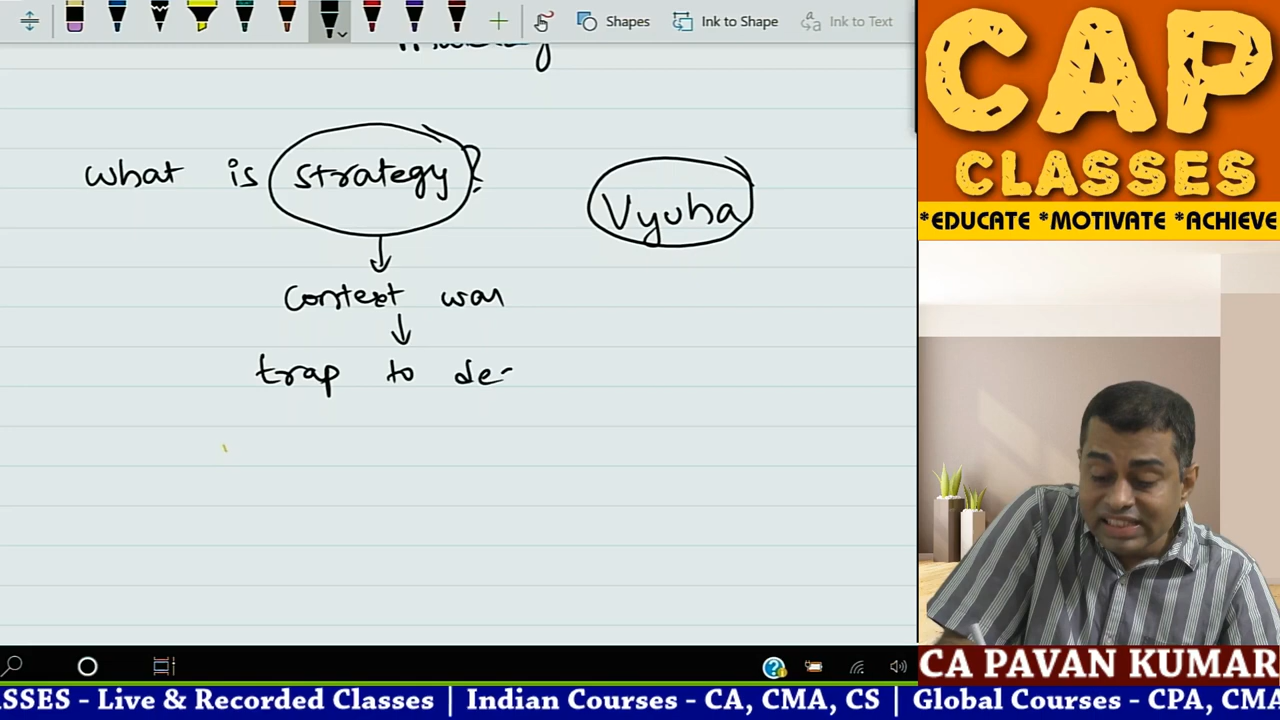 Shapes
Ink to Shape
Ink to Text
what is strategy?
Vyuha
Context war
trap to de
CAP
CLASSES
*EDUCATE *MOTIVATE *ACHIEVE
CA PAVAN KUMAR
ASSES - Live & Recorded Classes | Indian Courses - CA, CMA, CS | Global Courses - CPA, CMA